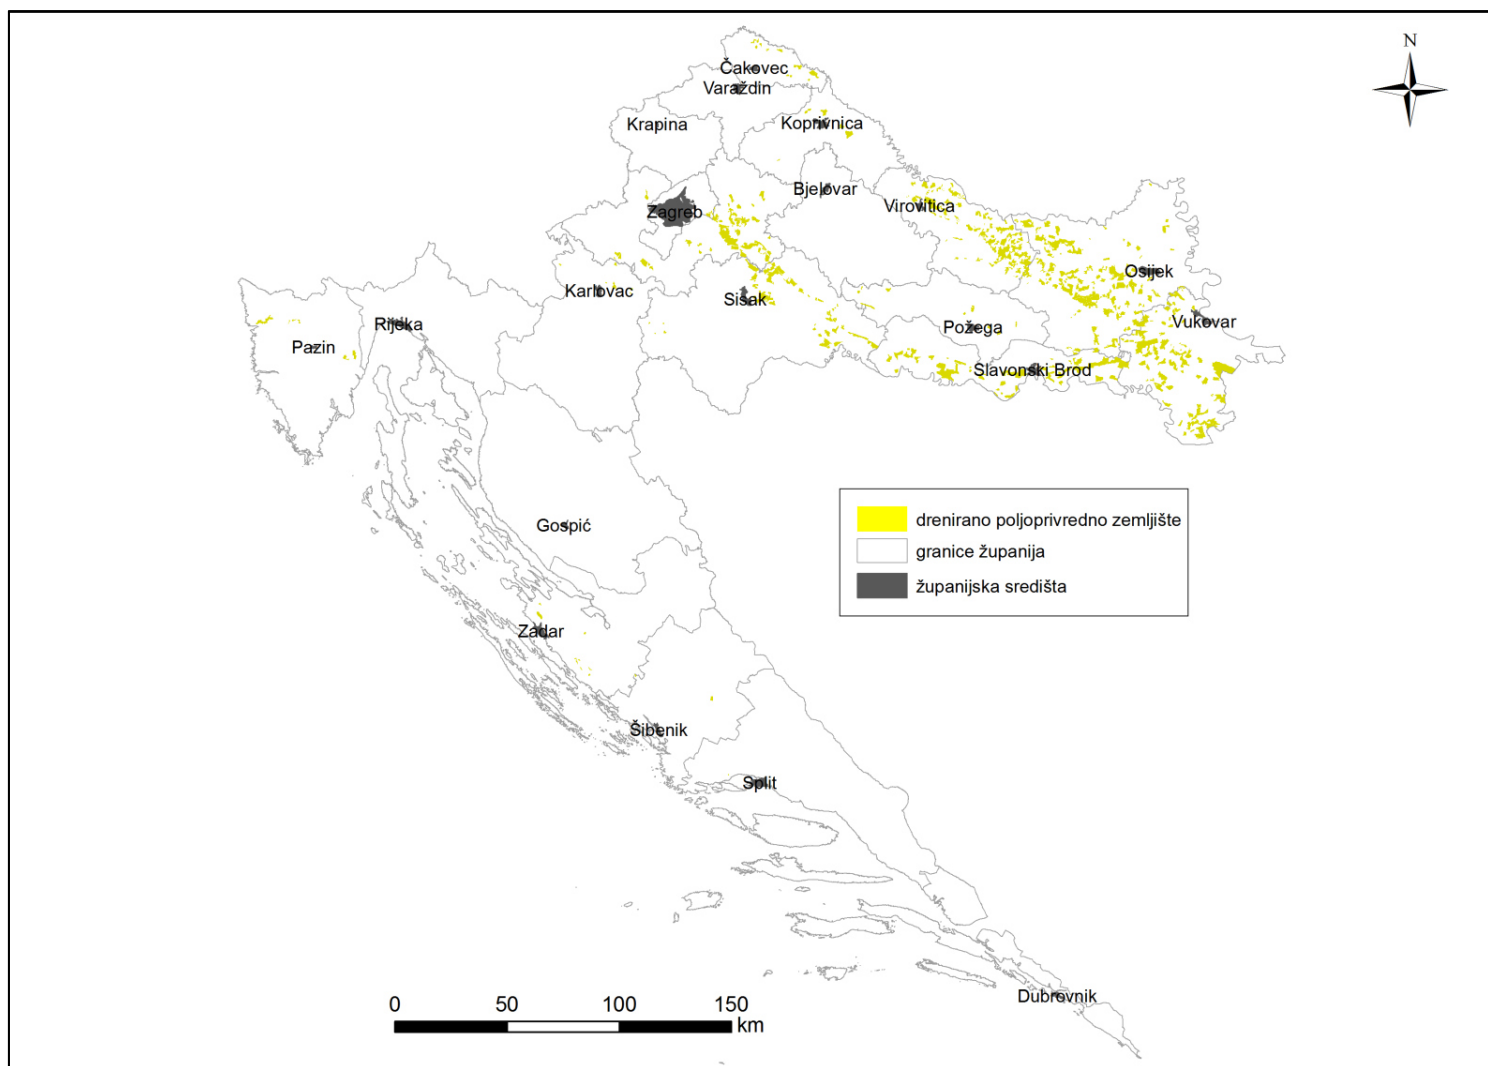 N
Čakovec
Varaždin
Krapina
Koprivnica
Bjelovar
Virovitica
Zagreb
Osijek
Karlovac
Sisak
Vukovar
Rijeka
Požega
Pazin
Slavonski Brod
drenirano poljoprivredno zemljište
granice županija
županijska središta
Gospić
Zadar
Šibenik
Split
Dubrovnik
0 50 100 150
km